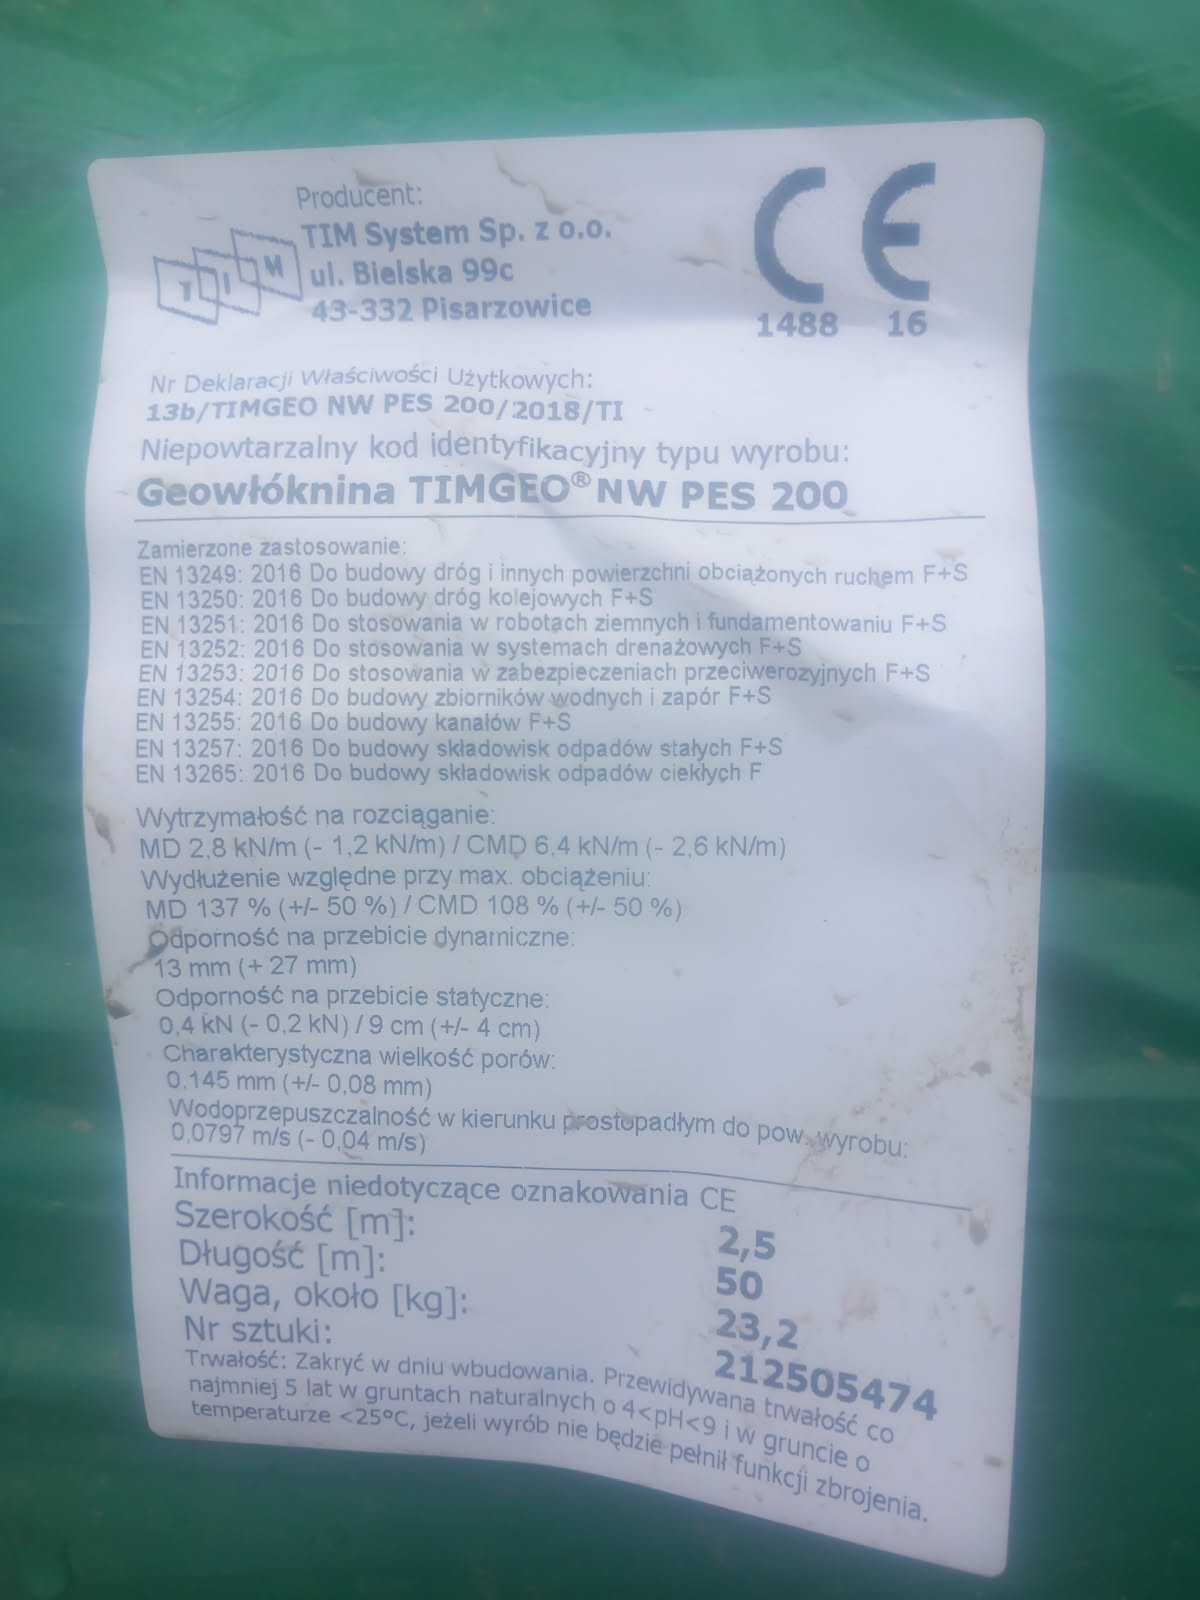 Producent:
TIM System Sp. z o.o.
ul. Bielska 99c
43-332 Pisarzowice
TIM
CE
1488 16
Nr Deklaracji Właściwości Użytkowych:
13b/TIMGEO NW PES 200/2018/TI
Niepowtarzalny kod identyfikacyjny typu wyrobu:
Geowłóknina TIMGEO® NW PES 200
Zamierzone zastosowanie:
EN 13249: 2016 Do budowy dróg i innych powierzchni obciążonych ruchem F+S
EN 13250: 2016 Do budowy dróg kolejowych F+S
EN 13251: 2016 Do stosowania w robotach ziemnych i fundamentowaniu F+S
EN 13252: 2016 Do stosowania w systemach drenażowych F+S
EN 13253: 2016 Do stosowania w zabezpieczeniach przeciwerozyjnych F+S
EN 13254: 2016 Do budowy zbiorników wodnych i zapór F+S
EN 13255: 2016 Do budowy kanałów F+S
EN 13257: 2016 Do budowy składowisk odpadów stałych F+S
EN 13265: 2016 Do budowy składowisk odpadów ciekłych F
Wytrzymałość na rozciąganie:
MD 2,8 kN/m (- 1,2 kN/m) / CMD 6,4 kN/m (- 2,6 kN/m)
Wydłużenie względne przy max. obciążeniu:
MD 137 % (+/- 50 %) / CMD 108 % (+/- 50 %)
Odporność na przebicie dynamiczne:
13 mm (+ 27 mm)
Odporność na przebicie statyczne:
0,4 kN (- 0,2 kN) / 9 cm (+/- 4 cm)
Charakterystyczna wielkość porów:
0,145 mm (+/- 0,08 mm)
Wodoprzepuszczalność w kierunku prostopadłym do pow. wyrobu:
0,0797 m/s (- 0,04 m/s)
Informacje niedotyczące oznakowania CE
Szerokość [m]: 2,5
Długość [m]: 50
Waga, około [kg]: 23,2
Nr sztuki: 212505474
Trwałość: Zakryć w dniu wbudowania. Przewidywana trwałość co
najmniej 5 lat w gruntach naturalnych o 4<pH<9 i w gruncie o
temperaturze <25°C, jeżeli wyrób nie będzie pełnił funkcji zbrojenia.